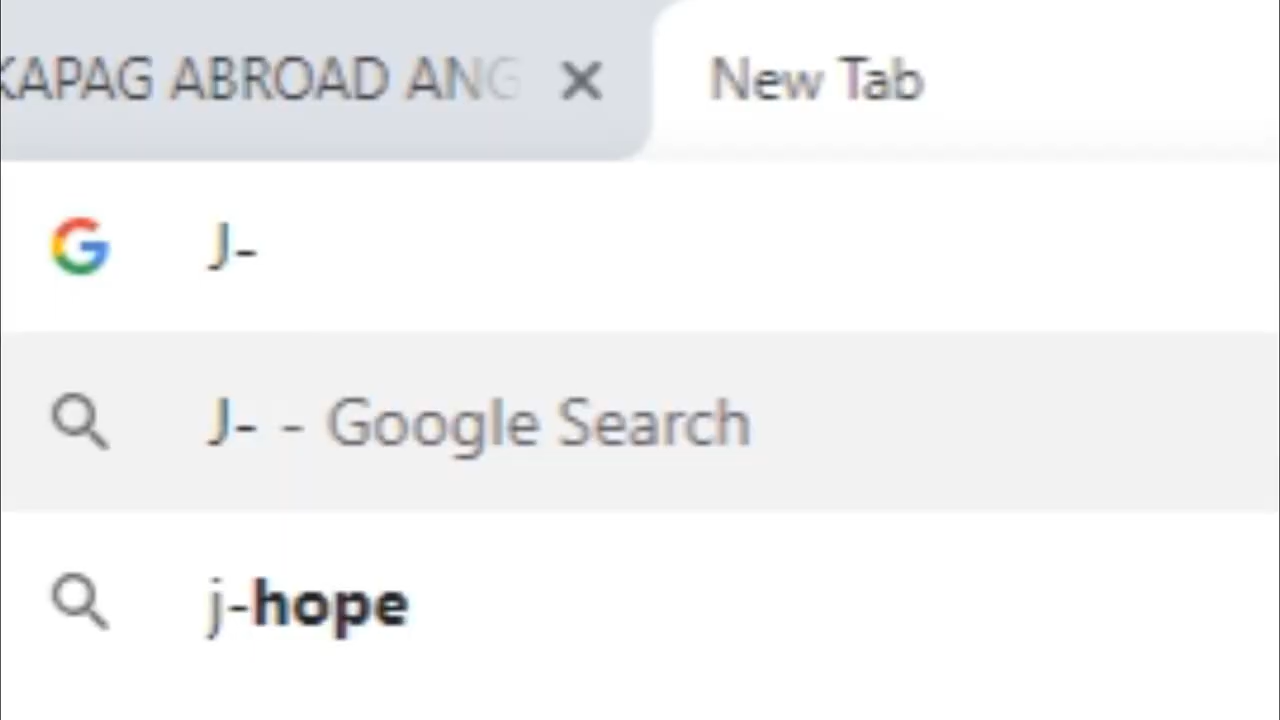 KAPAG ABROAD ANG
New Tab
J-
J- - Google Search
j-hope